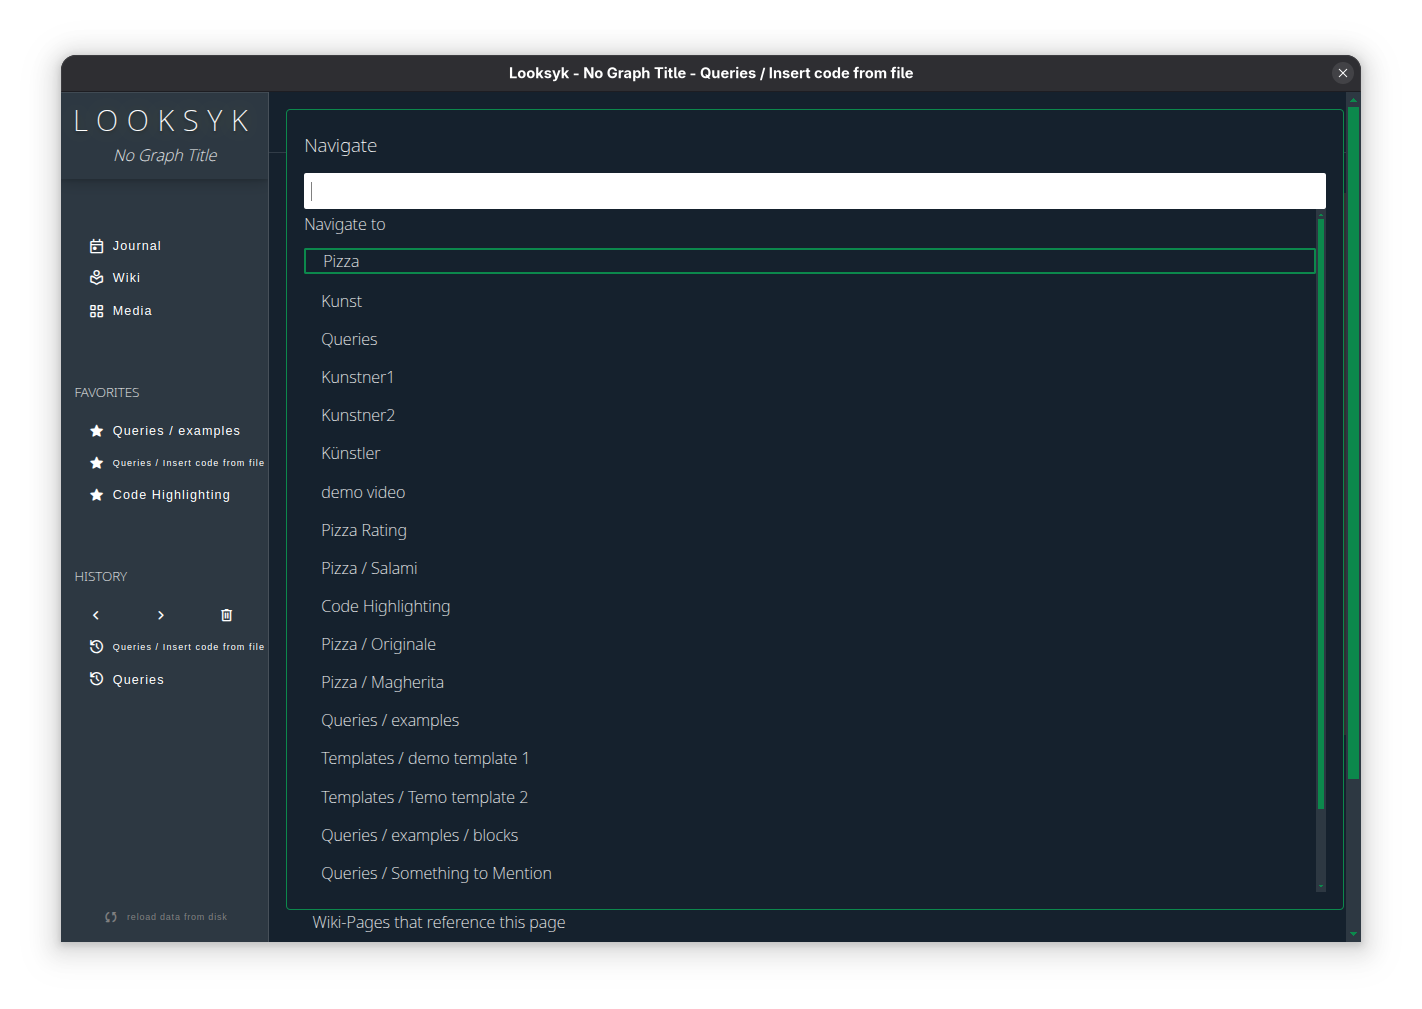 Looksyk - No Graph Title - Queries / Insert code from file
LOOKSYK
No Graph Title
Journal
Wiki
Media
FAVORITES
Queries / examples
Queries / Insert code from file
Code Highlighting
HISTORY
Queries / Insert code from file
Queries
reload data from disk
Navigate
Navigate to
Pizza
Kunst
Queries
Kunstner1
Kunstner2
Künstler
demo video
Pizza Rating
Pizza / Salami
Code Highlighting
Pizza / Originale
Pizza / Magherita
Queries / examples
Templates / demo template 1
Templates / Temo template 2
Queries / examples / blocks
Queries / Something to Mention
Wiki-Pages that reference this page